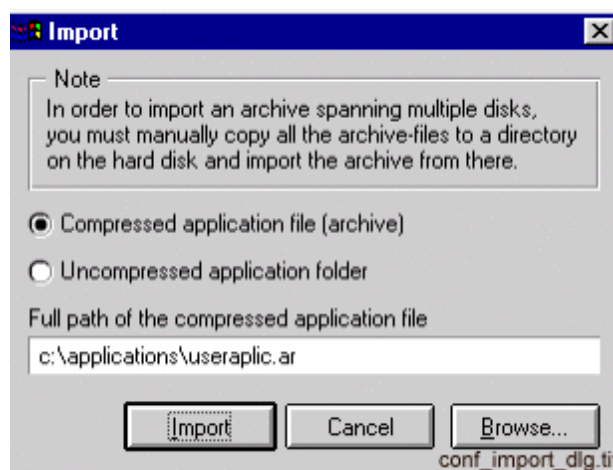 Import
Note
In order to import an archive spanning multiple disks,
you must manually copy all the archive-files to a directory
on the hard disk and import the archive from there.
Compressed application file (archive)
Uncompressed application folder
Full path of the compressed application file
c:\applications\useraplic.ar
Import Cancel Browse...
conf_import_dlg.ti